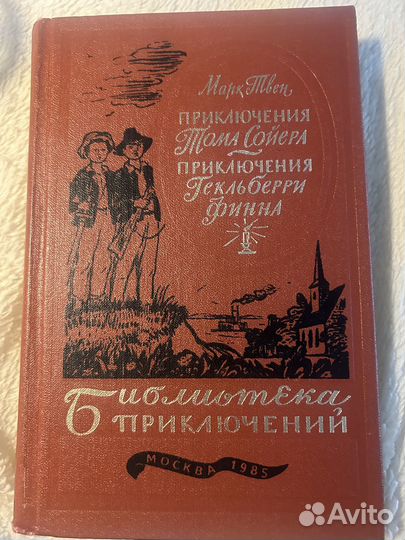 Марк Твен
ПРИКЛЮЧЕНИЯ
Тома Сойера
ПРИКЛЮЧЕНИЯ
Гекльберри
Финна
Библиотека
ПРИКЛЮЧЕНИЙ
МОСКВА 1985
Avito